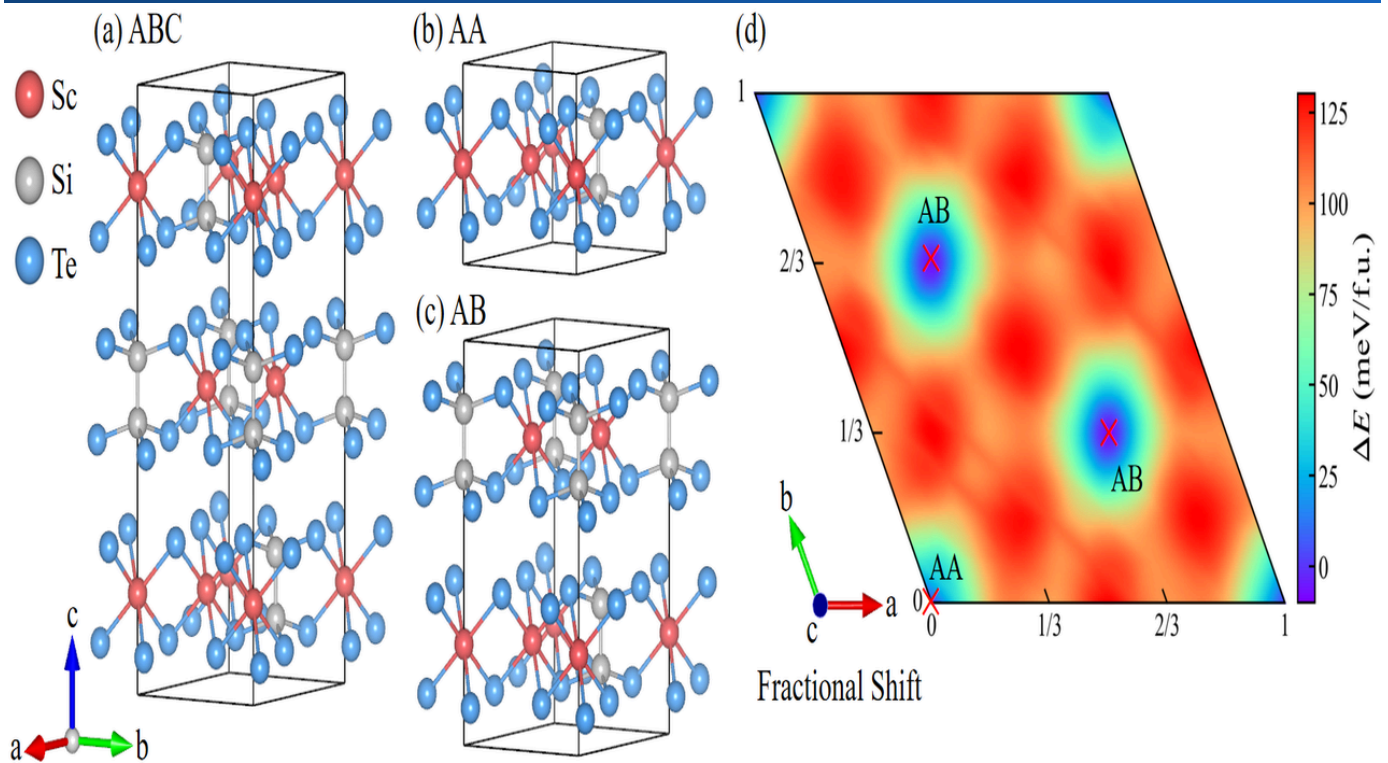 (a) ABC
Sc
Si
Te
c
a
b
(b) AA
(c) AB
(d)
1
2/3
1/3
0
AB
AB
AA
b
a
c
0
1/3
2/3
1
Fractional Shift
125
100
75
50
25
0
ΔE (meV/f.u.)